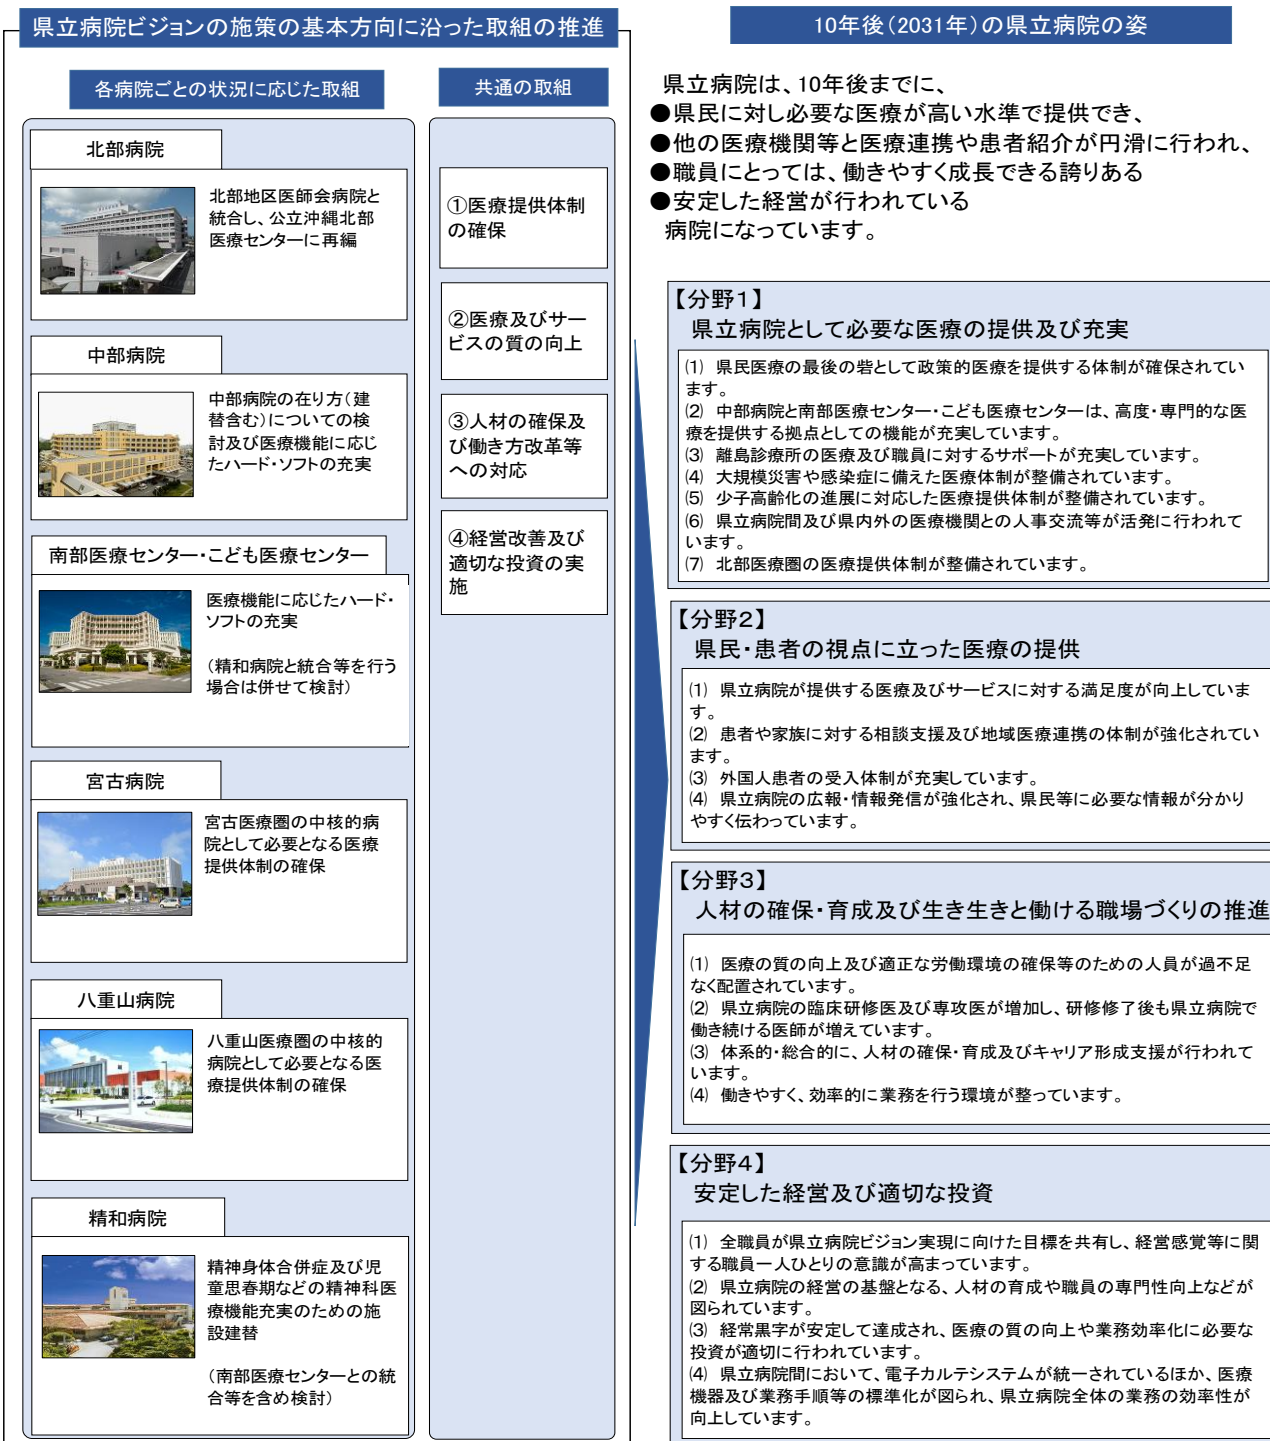 県立病院ビジョンの施策の基本方向に沿った取組の推進
各病院ごとの状況に応じた取組
北部病院
北部地区医師会病院と
統合し、公立沖縄北部
医療センターに再編
中部病院
中部病院の在り方（建
替含む）についての検
討及び医療機能に応じ
たハード・ソフトの充実
南部医療センター・こども医療センター
医療機能に応じたハード・
ソフトの充実
（精和病院と統合等を行う
場合は併せて検討）
宮古病院
宮古医療圏の中核的病
院として必要となる医療
提供体制の確保
八重山病院
八重山医療圏の中核的
病院として必要となる医
療提供体制の確保
精和病院
精神身体合併症及び児
童思春期などの精神科医
療機能充実のための施
設建替
（南部医療センターとの統
合等を含め検討）
共通の取組
①医療提供体制
の確保
②医療及びサー
ビスの質の向上
③人材の確保及
び働き方改革等
への対応
④経営改善及び
適切な投資の実
施
10年後（2031年）の県立病院の姿
県立病院は、10年後までに、
●県民に対し必要な医療が高い水準で提供でき、
●他の医療機関等と医療連携や患者紹介が円滑に行われ、
●職員にとっては、働きやすく成長できる誇りある
●安定した経営が行われている
病院になっています。
【分野１】
県立病院として必要な医療の提供及び充実
⑴ 県民医療の最後の砦として政策的医療を提供する体制が確保されてい
ます。
⑵ 中部病院と南部医療センター・こども医療センターは、高度・専門的な医
療を提供する拠点としての機能が充実しています。
⑶ 離島診療所の医療及び職員に対するサポートが充実しています。
⑷ 大規模災害や感染症に備えた医療体制が整備されています。
⑸ 少子高齢化の進展に対応した医療提供体制が整備されています。
⑹ 県立病院間及び県内外の医療機関との人事交流等が活発に行われて
います。
⑺ 北部医療圏の医療提供体制が整備されています。
【分野２】
県民・患者の視点に立った医療の提供
⑴ 県立病院が提供する医療及びサービスに対する満足度が向上していま
す。
⑵ 患者や家族に対する相談支援及び地域医療連携の体制が強化されてい
ます。
⑶ 外国人患者の受入体制が充実しています。
⑷ 県立病院の広報・情報発信が強化され、県民等に必要な情報が分かり
やすく伝わっています。
【分野３】
人材の確保・育成及び生き生きと働ける職場づくりの推進
⑴ 医療の質の向上及び適正な労働環境の確保等のための人員が過不足
なく配置されています。
⑵ 県立病院の臨床研修医及び専攻医が増加し、研修修了後も県立病院で
働き続ける医師が増えています。
⑶ 体系的・総合的に、人材の確保・育成及びキャリア形成支援が行われて
います。
⑷ 働きやすく、効率的に業務を行う環境が整っています。
【分野４】
安定した経営及び適切な投資
⑴ 全職員が県立病院ビジョン実現に向けた目標を共有し、経営感覚等に関
する職員一人ひとりの意識が高まっています。
⑵ 県立病院の経営の基盤となる、人材の育成や職員の専門性向上などが
図られています。
⑶ 経常黒字が安定して達成され、医療の質の向上や業務効率化に必要な
投資が適切に行われています。
⑷ 県立病院間において、電子カルテシステムが統一されているほか、医療
機器及び業務手順等の標準化が図られ、県立病院全体の業務の効率性が
向上しています。